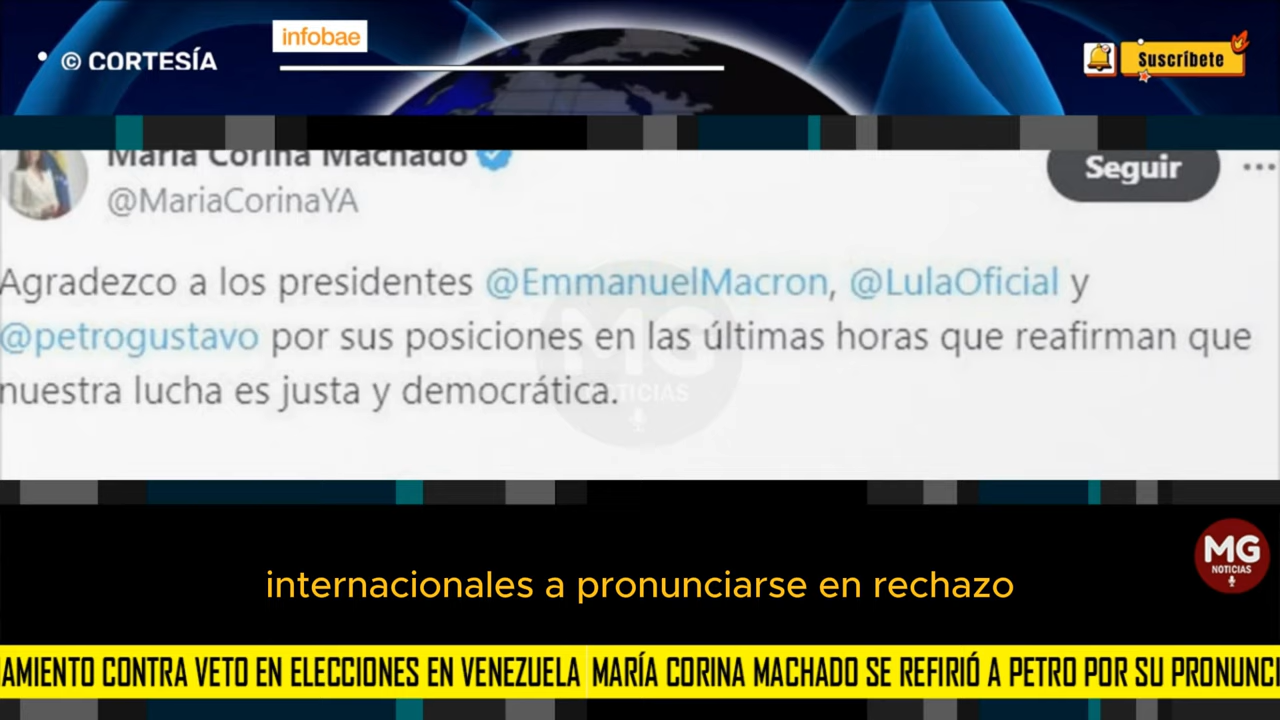 infobae
© CORTESÍA
Suscríbete
María Corina Machado
@MariaCorinaYA
Seguir
Agradezco a los presidentes @EmmanuelMacron, @LulaOficial y
@petrogustavo por sus posiciones en las últimas horas que reafirman que
nuestra lucha es justa y democrática.
MG
NOTICIAS
internacionales a pronunciarse en rechazo
MG
NOTICIAS
AMIENTO CONTRA VETO EN ELECCIONES EN VENEZUELA MARÍA CORINA MACHADO SE REFIRIÓ A PETRO POR SU PRONUNCI